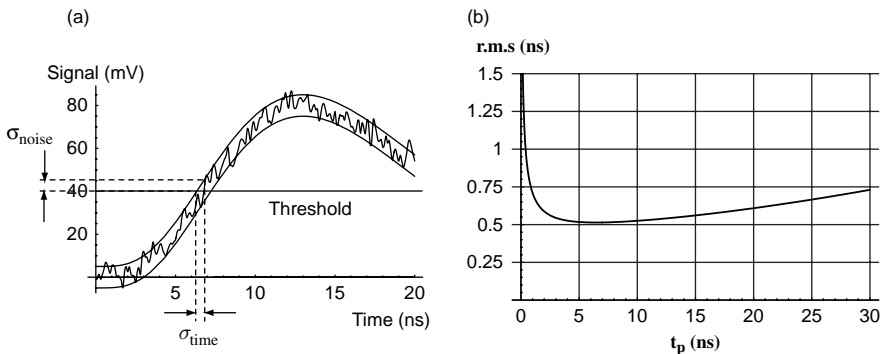 (a)
Signal (mV)
80
60
40
20
σnoise
Threshold
5
10
15
20
Time (ns)
σtime
(b)
r.m.s (ns)
1.5
1.25
1
0.75
0.5
0.25
0
5
10
15
20
25
30
tp (ns)